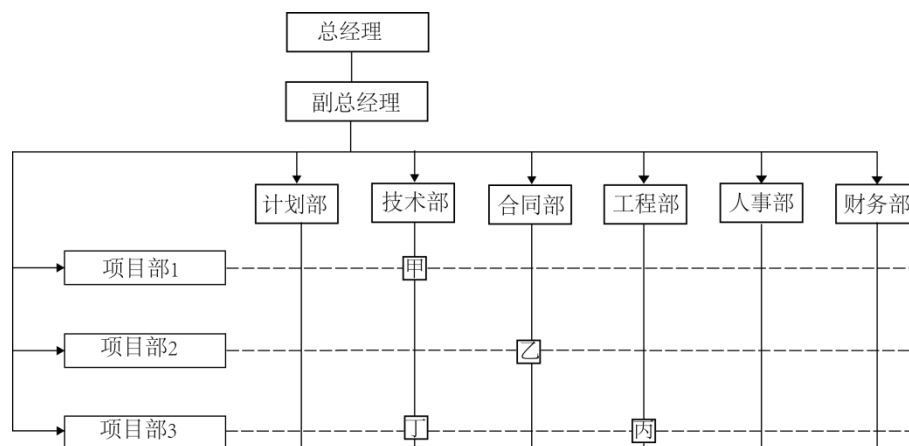 总经理
副总经理
计划部
技术部
合同部
工程部
人事部
财务部
项目部1
甲
项目部2
乙
项目部3
丁
丙